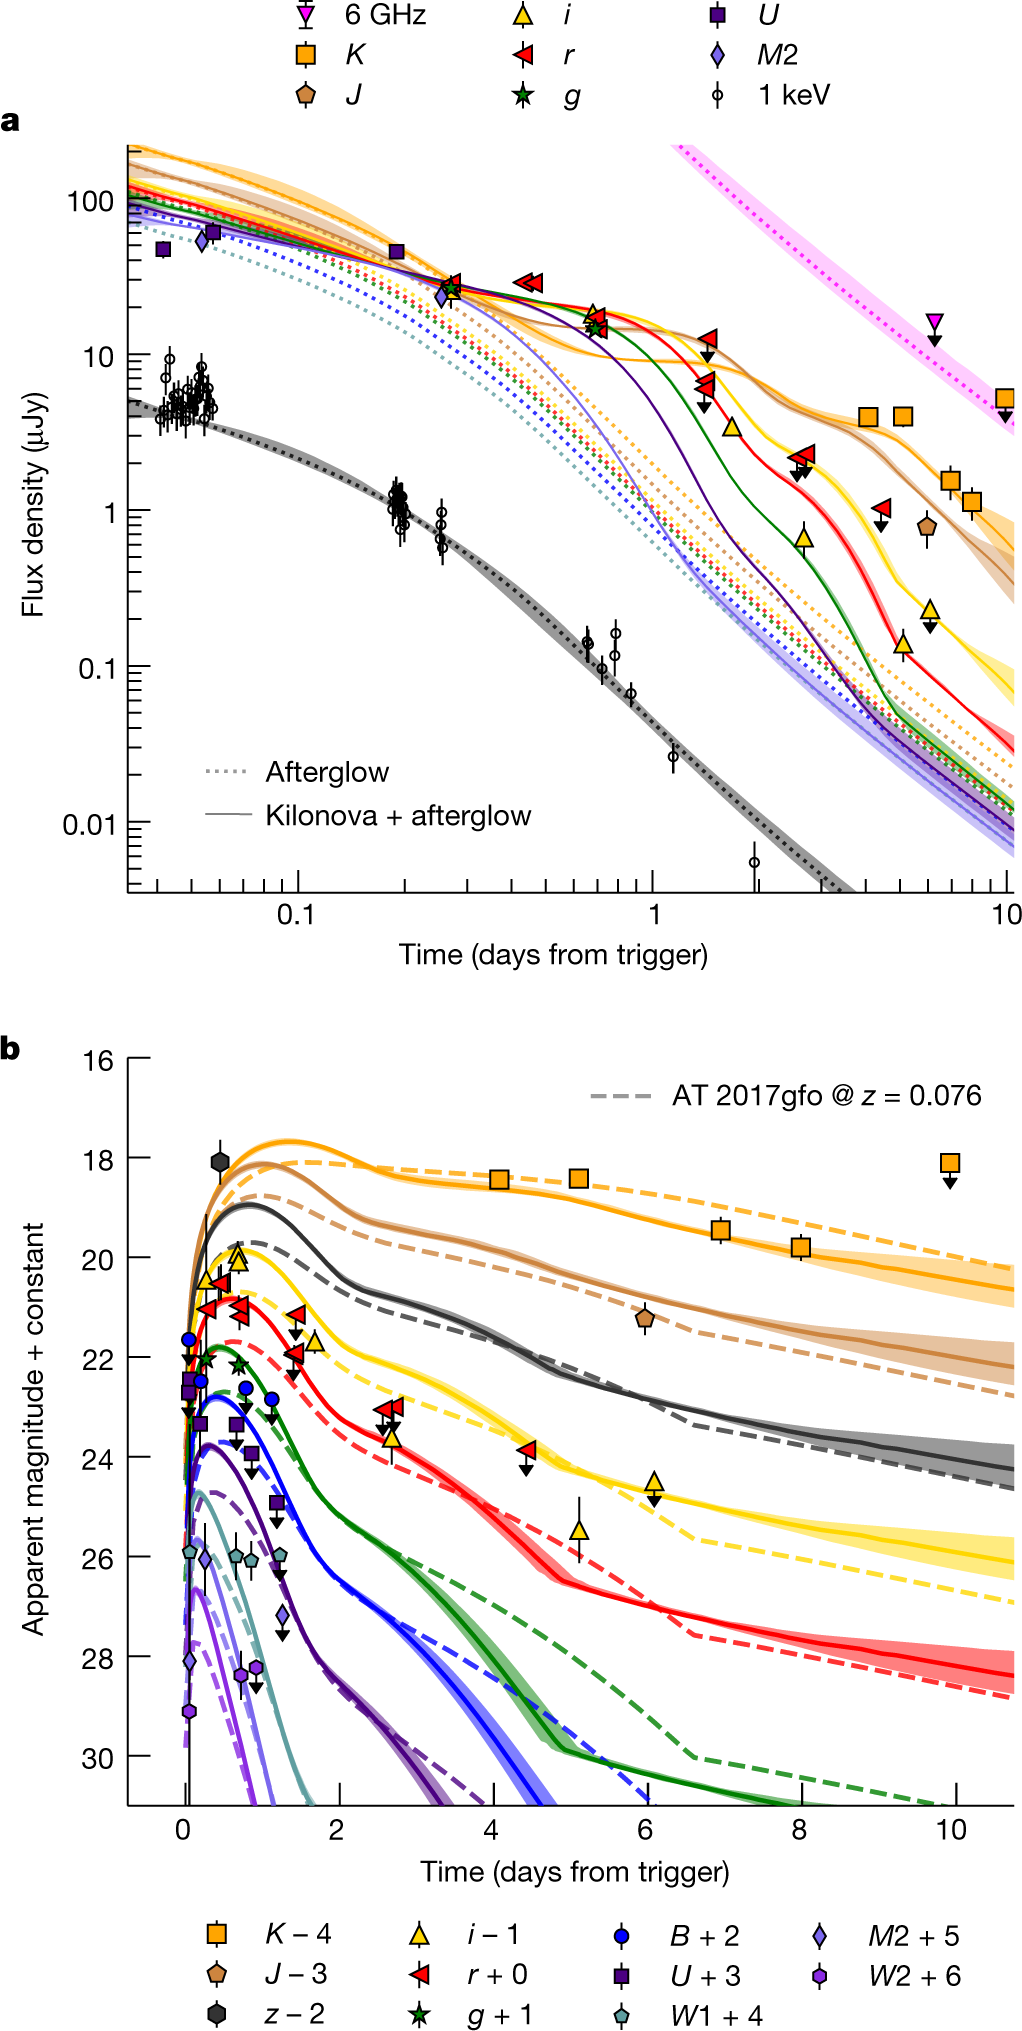 6 GHz i U
K r M2
J g 1 keV
a
100
10
1
0.1
0.01
Flux density (μJy)
Afterglow
Kilonova + afterglow
0.1 1 10
Time (days from trigger)
b
16
18
20
22
24
26
28
30
Apparent magnitude + constant
AT 2017gfo @ z = 0.076
0 2 4 6 8 10
Time (days from trigger)
K – 4 i – 1 B + 2 M2 + 5
J – 3 r + 0 U + 3 W2 + 6
z – 2 g + 1 W1 + 4